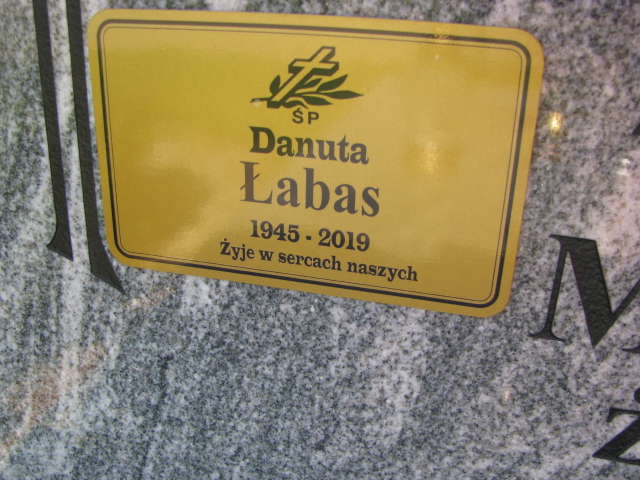 ŚP
Danuta
Łabas
1945 - 2019
Żyje w sercach naszych
M
Ż